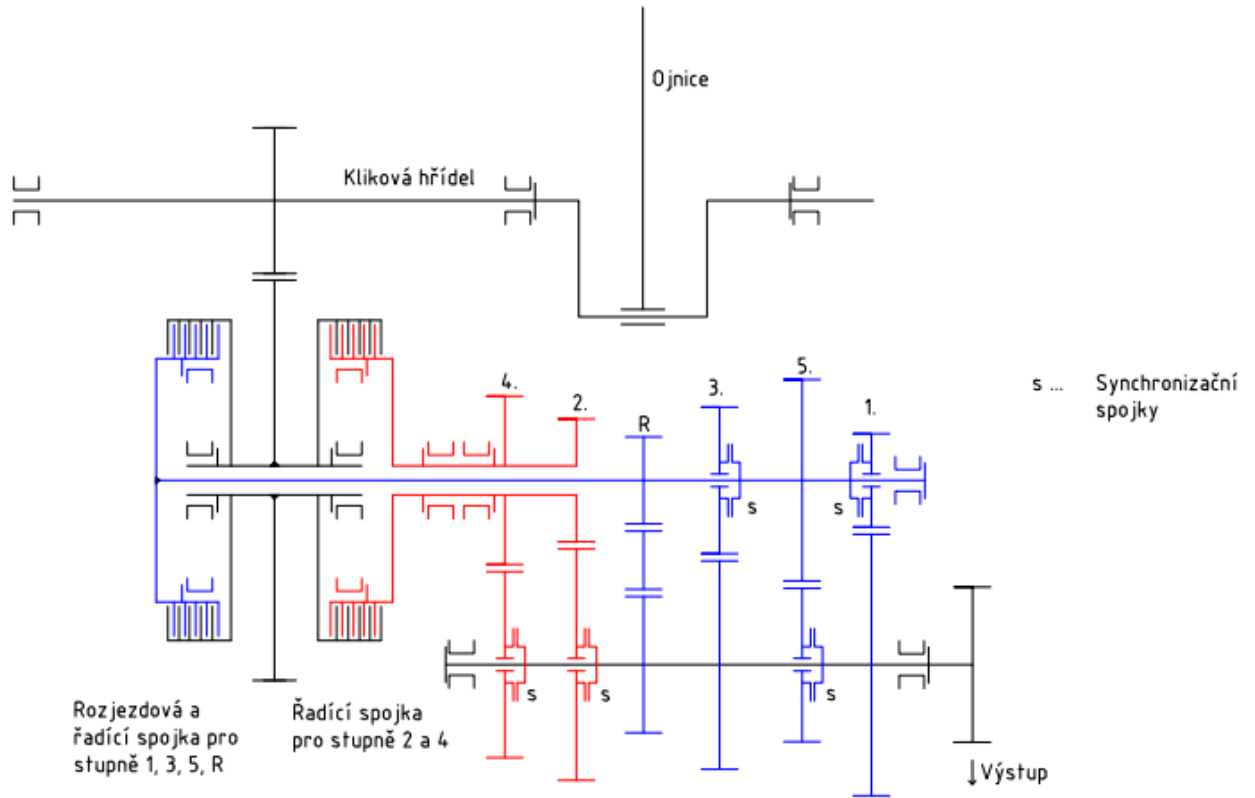 Ojnice
Kliková hřídel
5.
4.
3.
2.
1.
R
s ... Synchronizační
spojky
s
s
s
s
s
Rozjezdová a
řadící spojka pro
stupně 1, 3, 5, R
Řadící spojka
pro stupně 2 a 4
Výstup